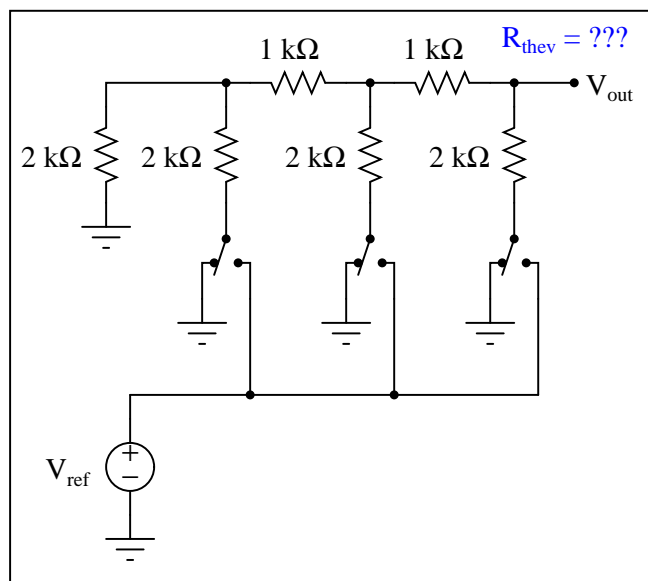 R_thev = ???
1 kΩ 1 kΩ
V_out
2 kΩ 2 kΩ 2 kΩ 2 kΩ
V_ref
+
−